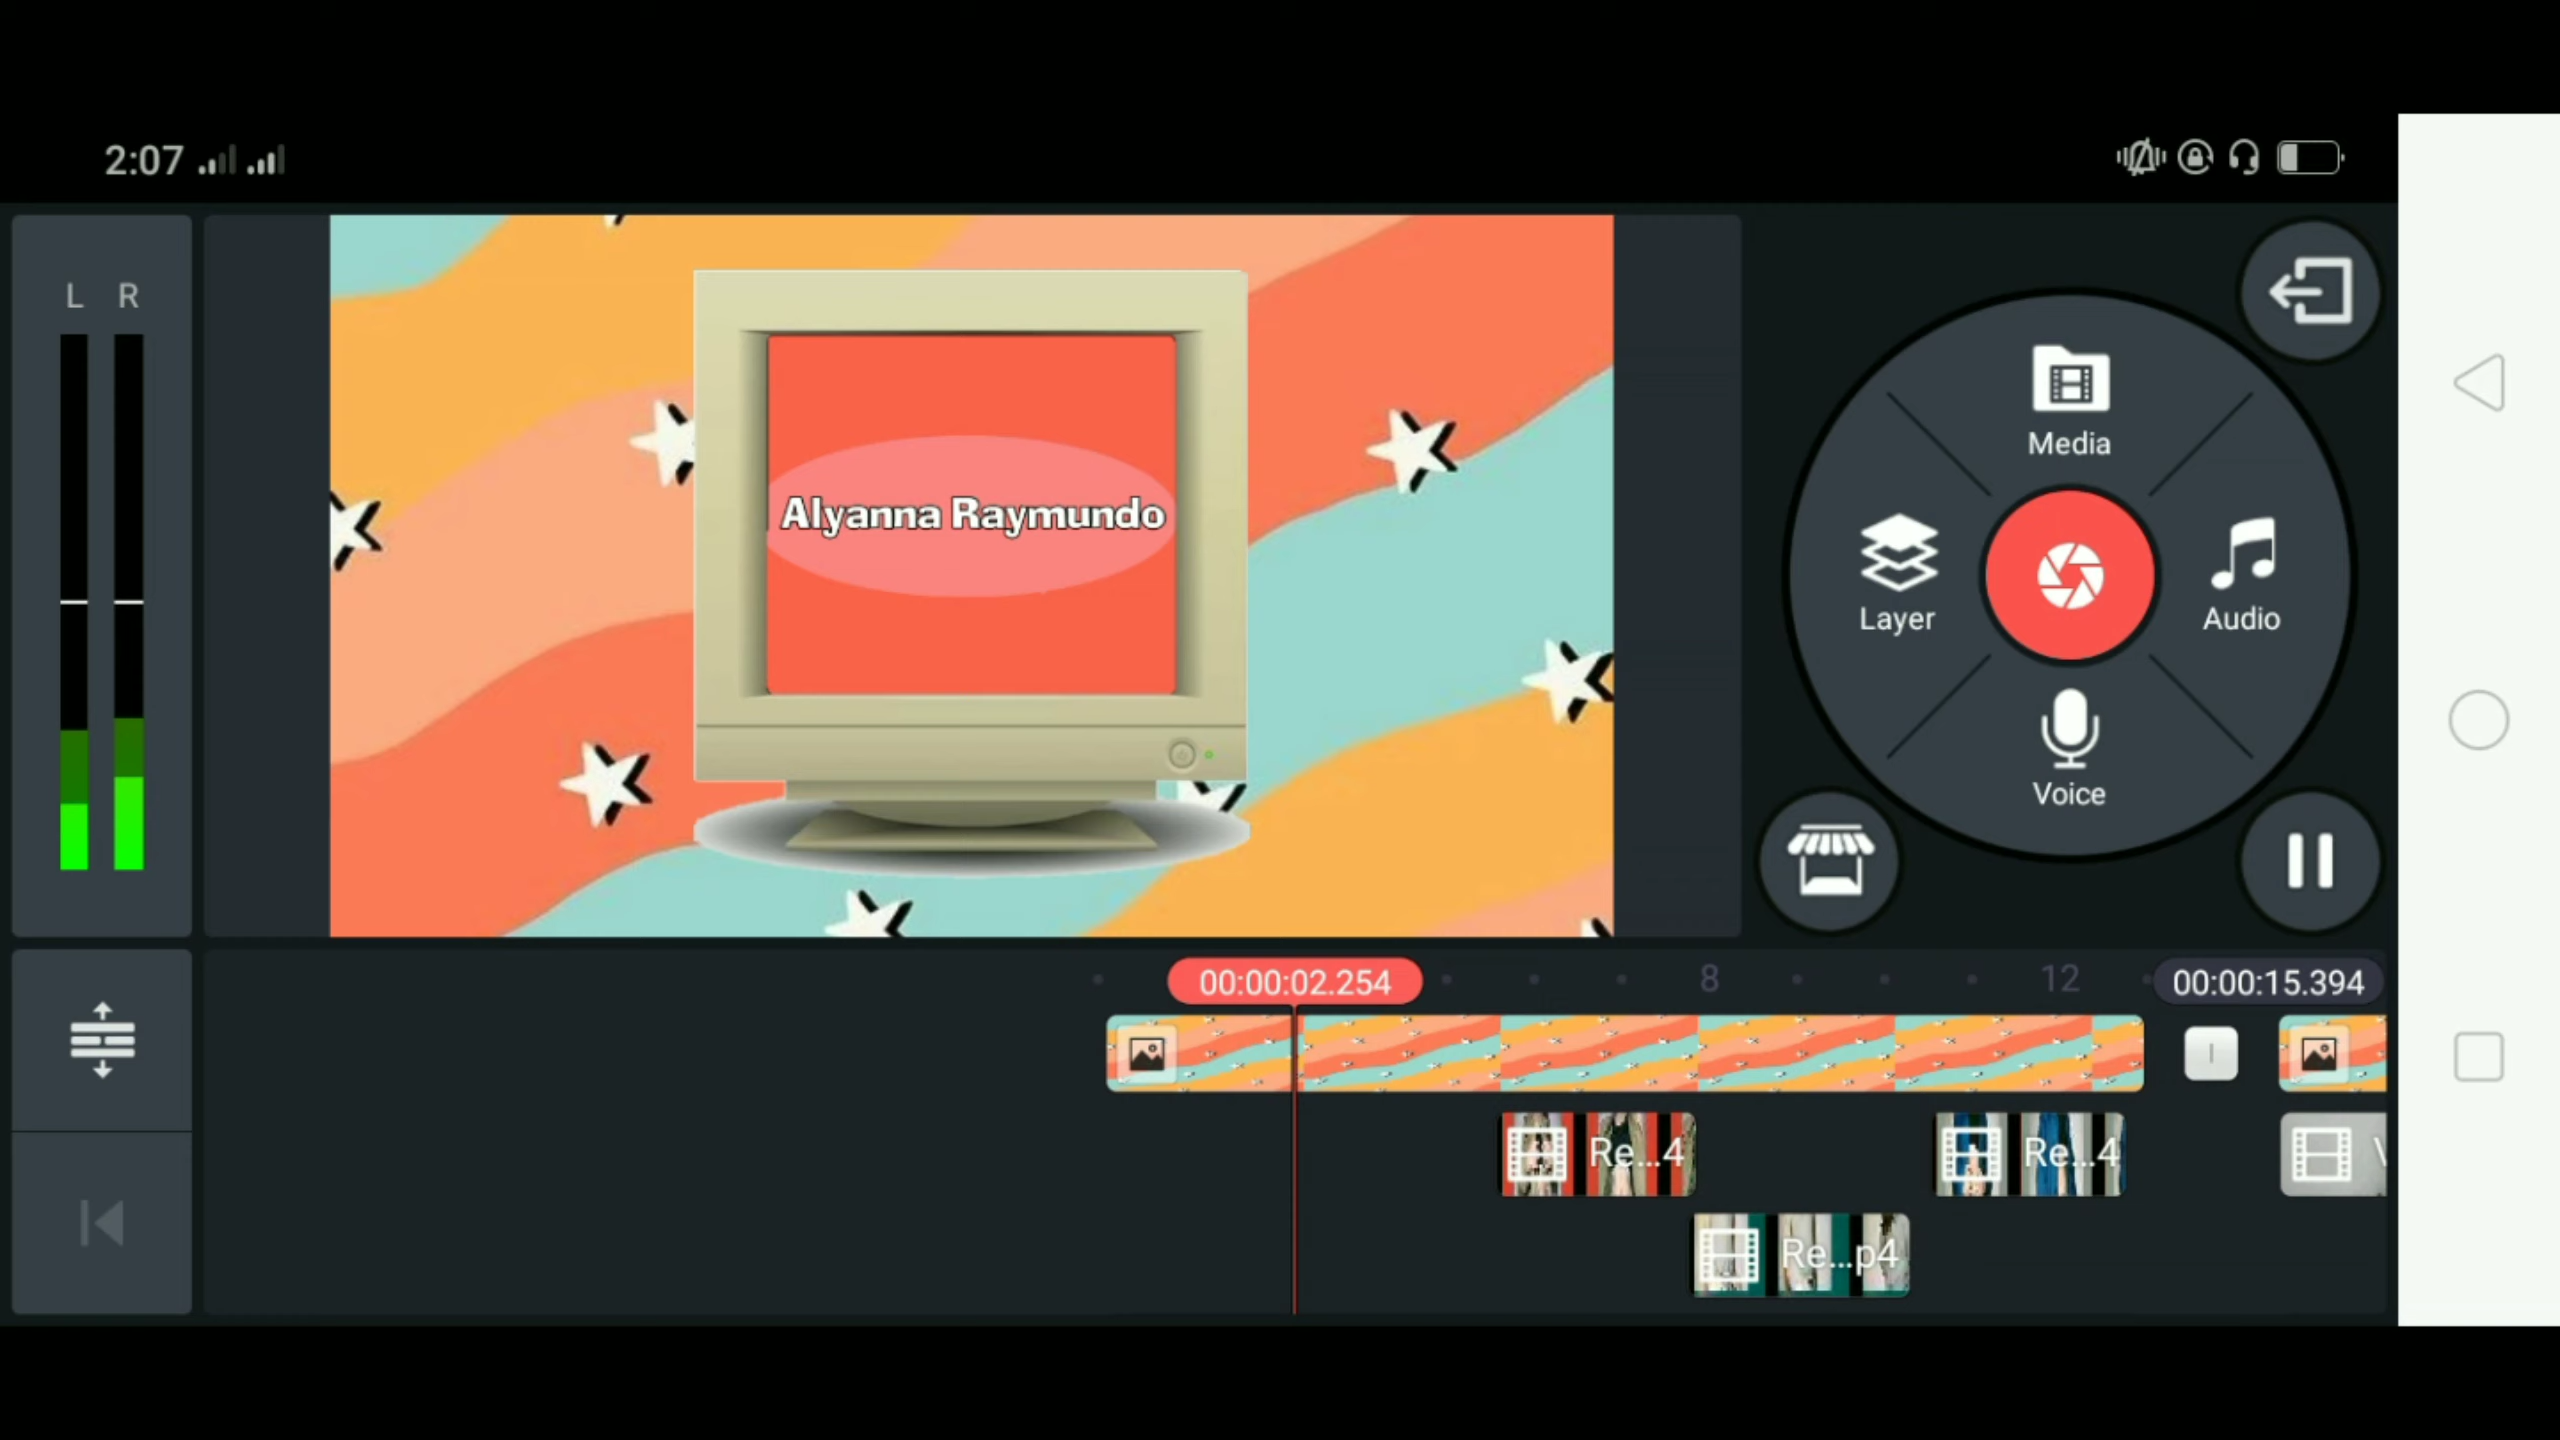 2:07
L R
Alyanna Raymundo
Media
Layer
Audio
Voice
00:00:02.254
8
12
00:00:15.394
Re...4
Re...4
Re...p4